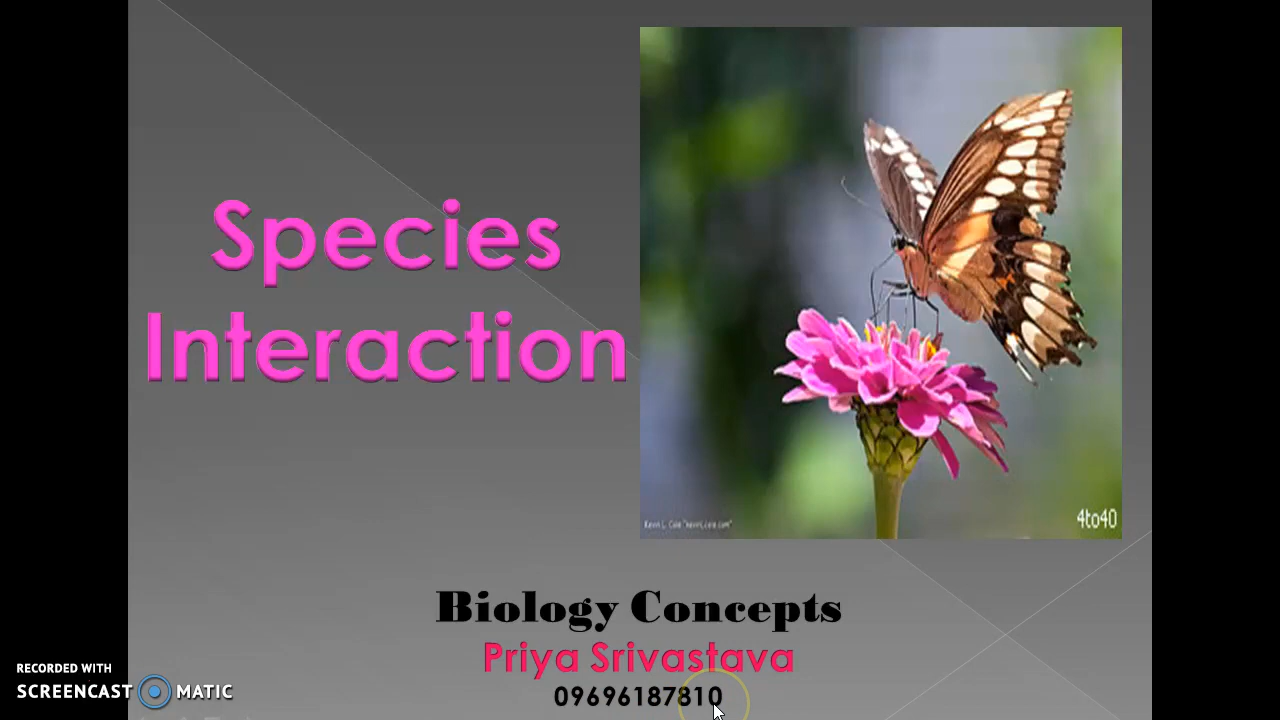 Species
Interaction
4to40
Biology Concepts
Priya Srivastava
09696187810
RECORDED WITH
SCREENCAST MATIC